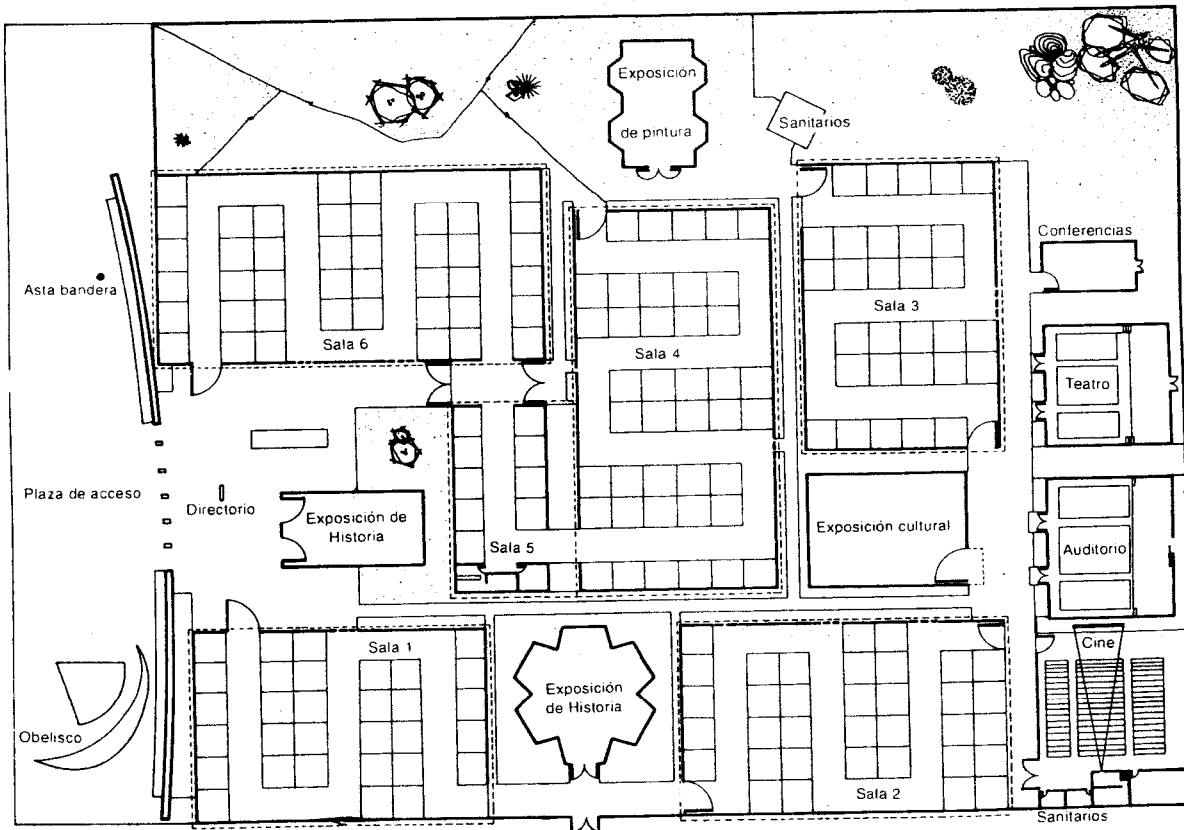 Exposición
de pintura
Sanitarios
Conferencias
Asta bandera
Sala 6
Sala 4
Sala 3
Teatro
Plaza de acceso
Directorio
Exposición de
Historia
Sala 5
Exposición cultural
Auditorio
Sala 1
Cine
Exposición
de Historia
Obelisco
Sala 2
Sanitarios